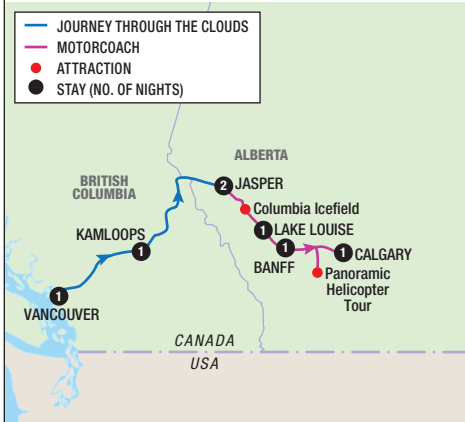 JOURNEY THROUGH THE CLOUDS
MOTORCOACH
ATTRACTION
STAY (NO. OF NIGHTS)
ALBERTA
BRITISH
COLUMBIA
2 JASPER
Columbia Icefield
KAMLOOPS
1
1 LAKE LOUISE
1
BANFF
1 CALGARY
Panoramic
Helicopter
Tour
1
VANCOUVER
CANADA
USA